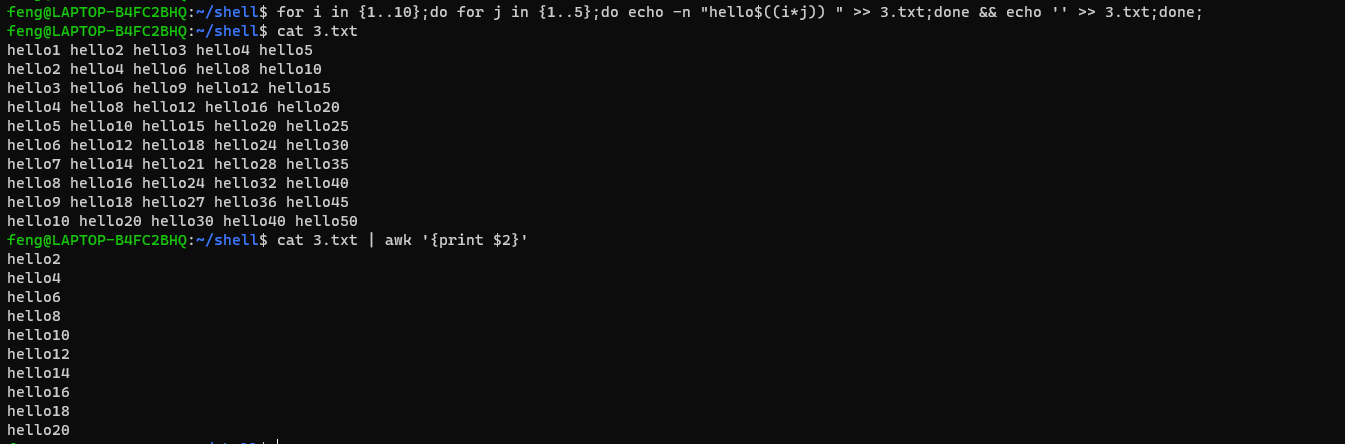 feng@LAPTOP-B4FC2BHQ:~/shell$ for i in {1..10};do for j in {1..5};do echo -n "hello$((i*j)) " >> 3.txt;done && echo '' >> 3.txt;done;
feng@LAPTOP-B4FC2BHQ:~/shell$ cat 3.txt
hello1 hello2 hello3 hello4 hello5
hello2 hello4 hello6 hello8 hello10
hello3 hello6 hello9 hello12 hello15
hello4 hello8 hello12 hello16 hello20
hello5 hello10 hello15 hello20 hello25
hello6 hello12 hello18 hello24 hello30
hello7 hello14 hello21 hello28 hello35
hello8 hello16 hello24 hello32 hello40
hello9 hello18 hello27 hello36 hello45
hello10 hello20 hello30 hello40 hello50
feng@LAPTOP-B4FC2BHQ:~/shell$ cat 3.txt | awk '{print $2}'
hello2
hello4
hello6
hello8
hello10
hello12
hello14
hello16
hello18
hello20